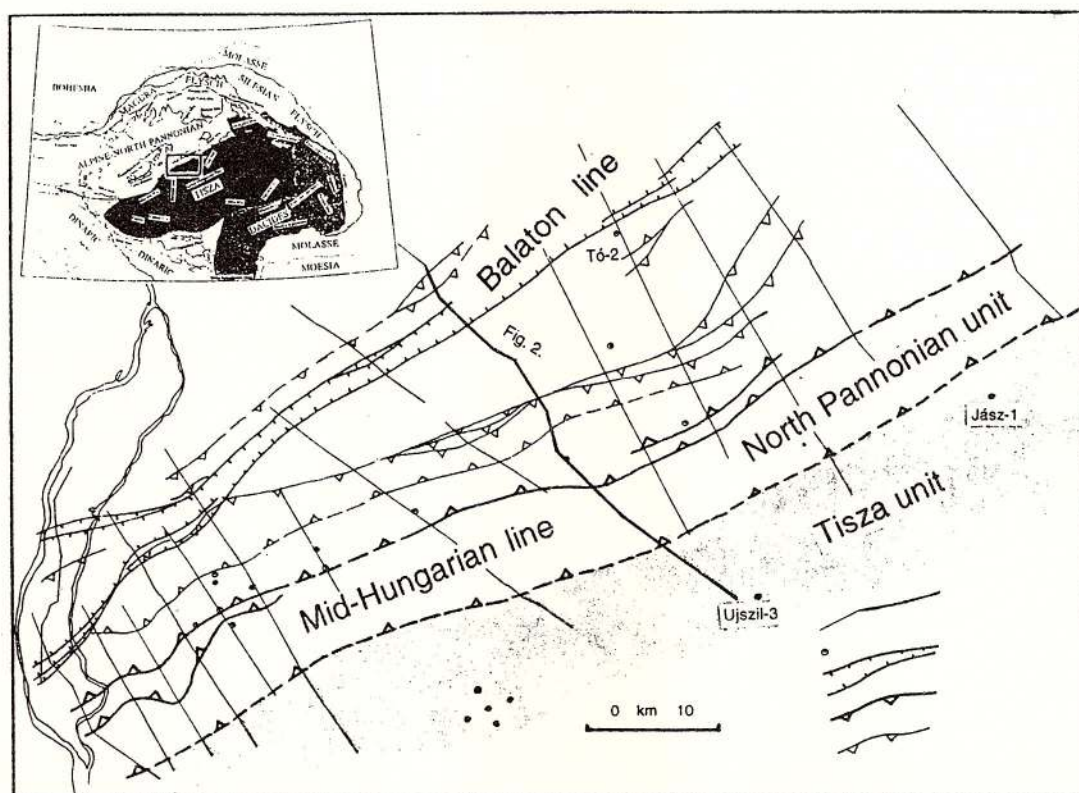 MOLASSE
FLYSCH
SILESIAN
FLYSCH
BOHEMIA
MAGURA
ALPINE-NORTH PANNONIAN
TISZA
DACIDES
DINARIC
DINARIC
MOLASSE
MOESIA
Balaton line
Tó-2
Fig. 2.
North Pannonian unit
Jász-1
Tisza unit
Mid-Hungarian line
Ujszil-3
0 km 10